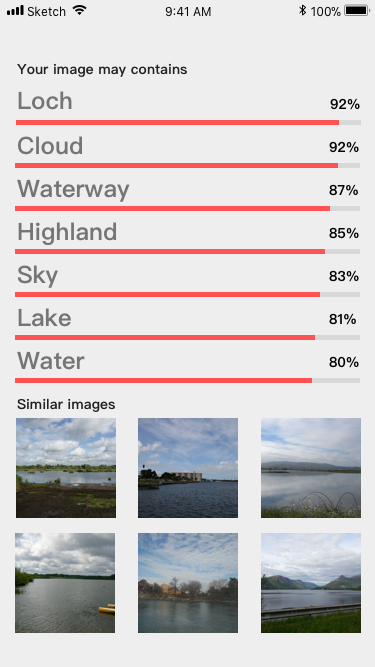 Sketch 9:41 AM 100%
Your image may contains
Loch 92%
Cloud 92%
Waterway 87%
Highland 85%
Sky 83%
Lake 81%
Water 80%
Similar images